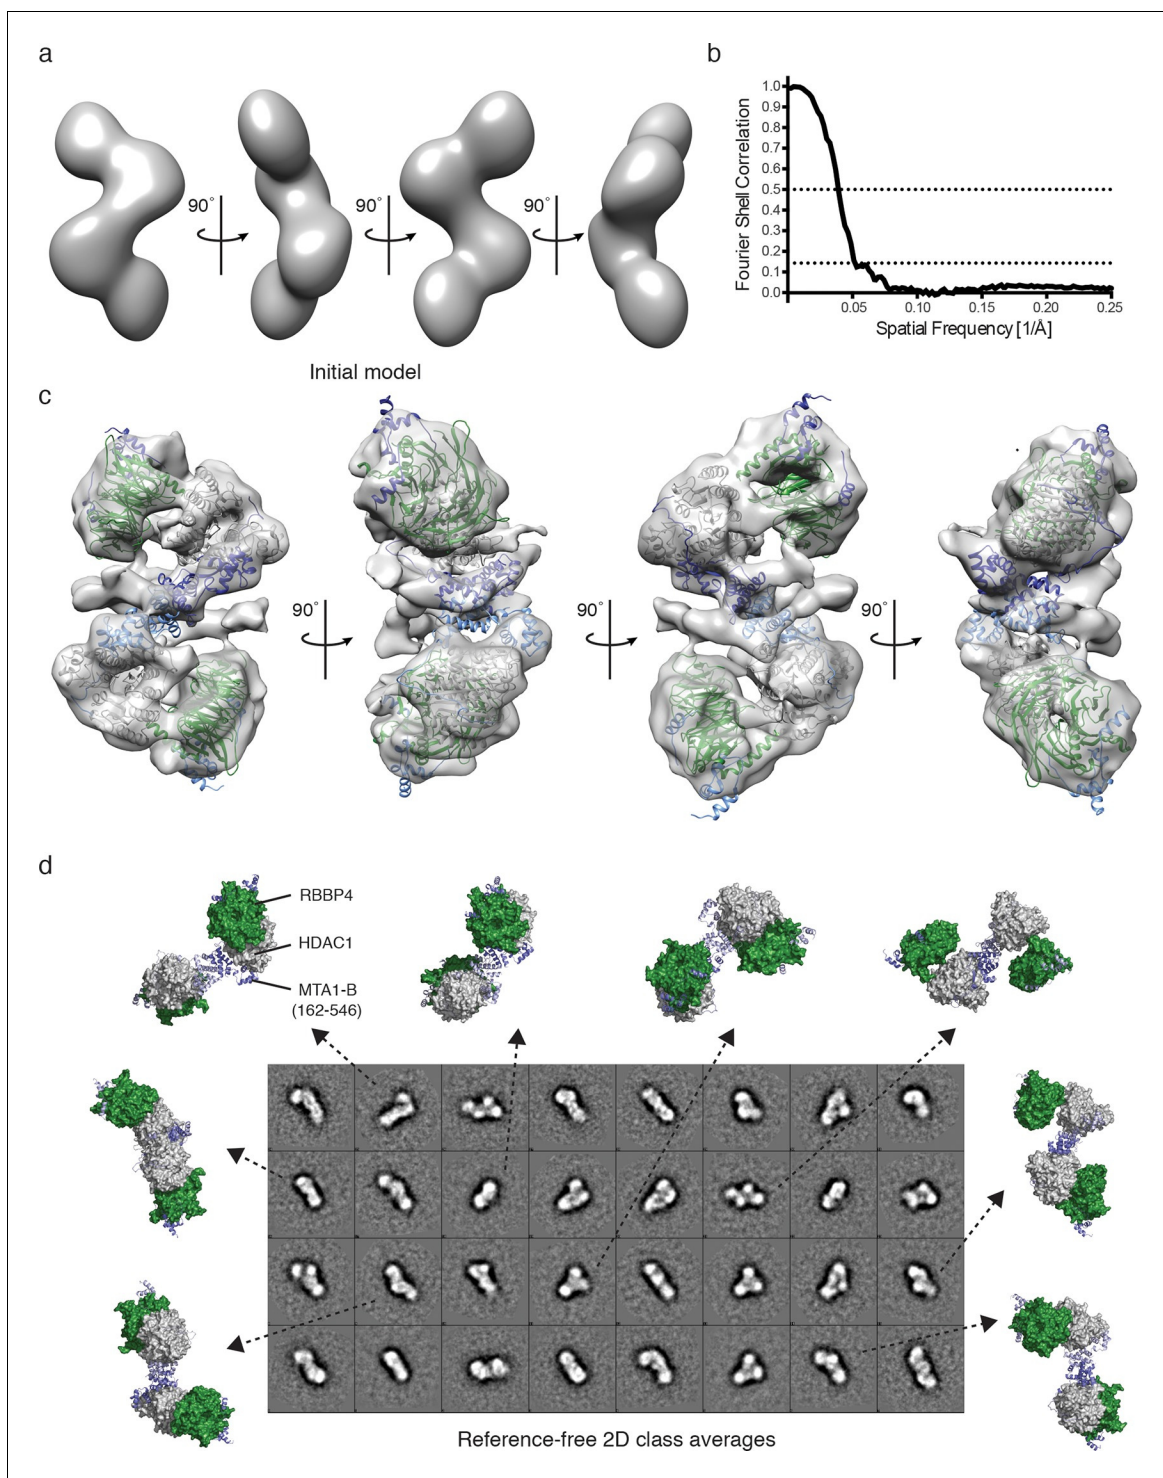 a
90°
90°
90°
Initial model
b
Fourier Shell Correlation
1.0
0.9
0.8
0.7
0.6
0.5
0.4
0.3
0.2
0.1
0.0
0.05
0.10
0.15
0.20
0.25
Spatial Frequency [1/Å]
c
90°
90°
90°
d
RBBP4
HDAC1
MTA1-B
(162-546)
Reference-free 2D class averages